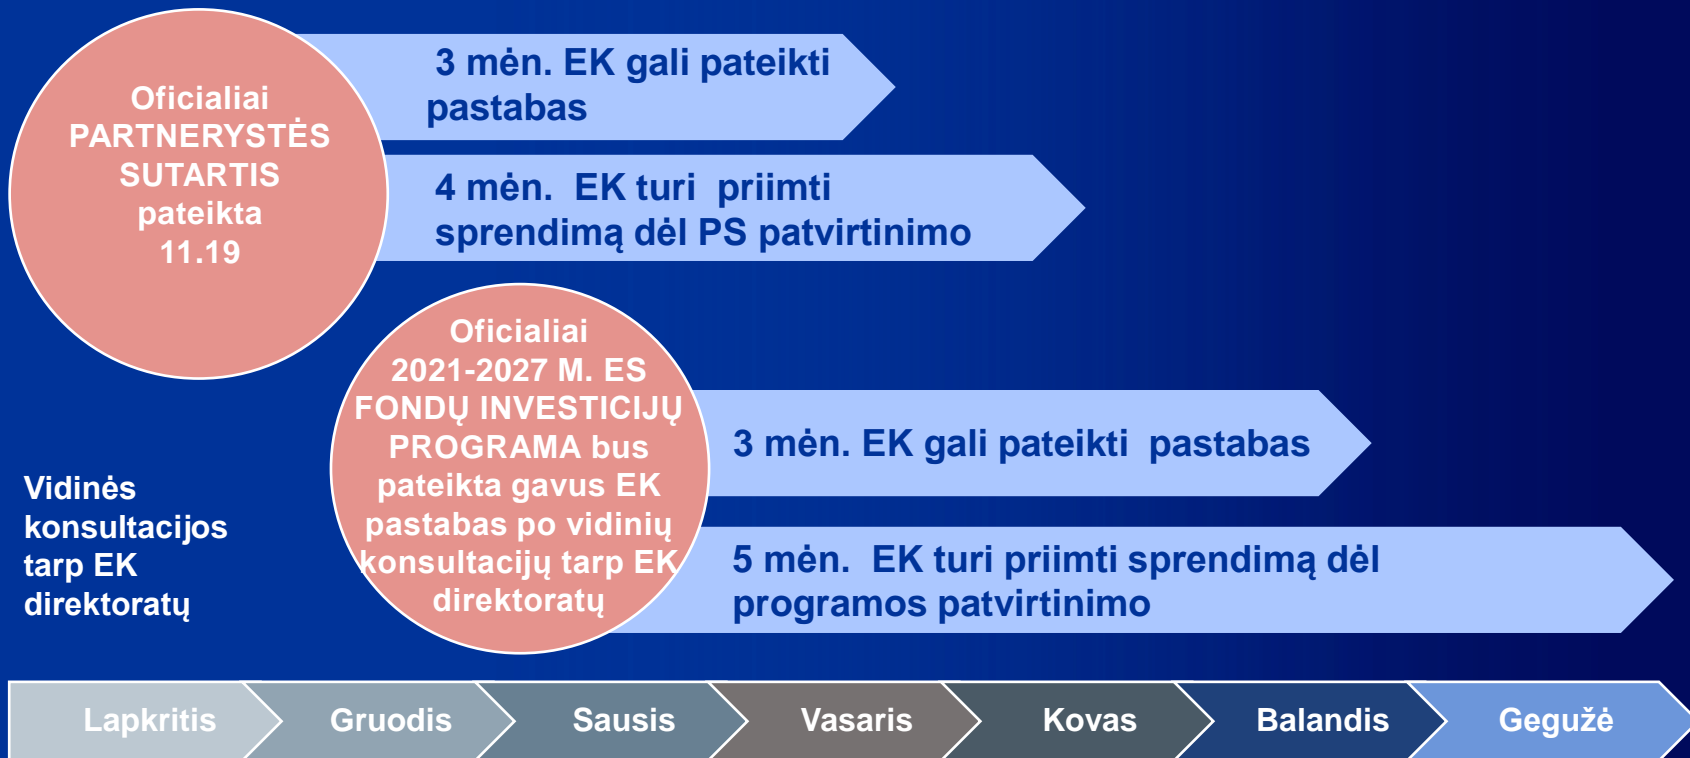 Oficialiai
PARTNERYSTĖS
SUTARTIS
pateikta
11.19
3 mėn. EK gali pateikti
pastabas
4 mėn. EK turi priimti
sprendimą dėl PS patvirtinimo
Oficialiai
2021-2027 M. ES
FONDŲ INVESTICIJŲ
PROGRAMA bus
pateikta gavus EK
pastabas po vidinių
konsultacijų tarp EK
direktoratų
3 mėn. EK gali pateikti pastabas
5 mėn. EK turi priimti sprendimą dėl
programos patvirtinimo
Vidinės
konsultacijos
tarp EK
direktoratų
Lapkritis
Gruodis
Sausis
Vasaris
Kovas
Balandis
Gegužė